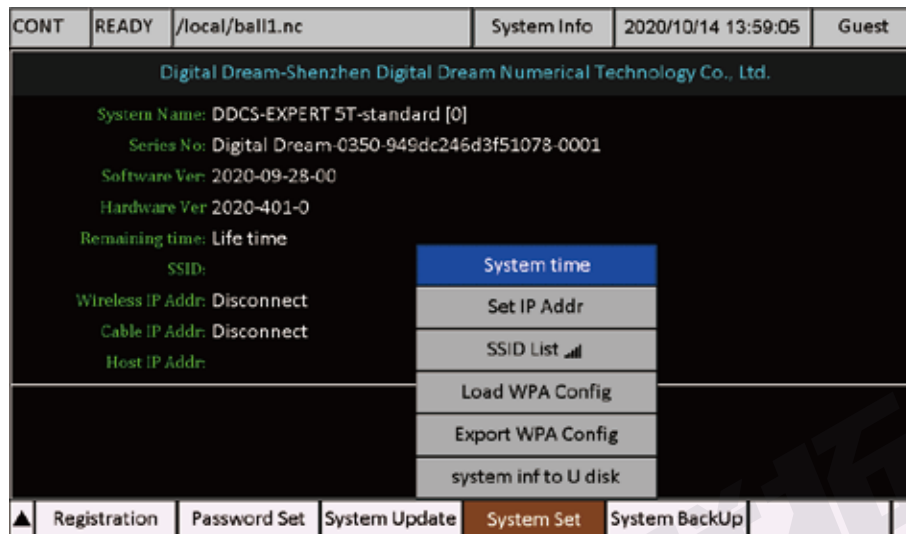 CONT READY /local/ball1.nc System Info 2020/10/14 13:59:05 Guest
Digital Dream-Shenzhen Digital Dream Numerical Technology Co., Ltd.
System Name: DDCS-EXPERT 5T-standard [0]
Series No: Digital Dream-0350-949dc246d3f51078-0001
Software Ver: 2020-09-28-00
Hardware Ver 2020-401-0
Remaining time: Life time
SSID:
Wireless IP Addr: Disconnect
Cable IP Addr: Disconnect
Host IP Addr:
System time
Set IP Addr
SSID List
Load WPA Config
Export WPA Config
system inf to U disk
Registration Password Set System Update System Set System BackUp